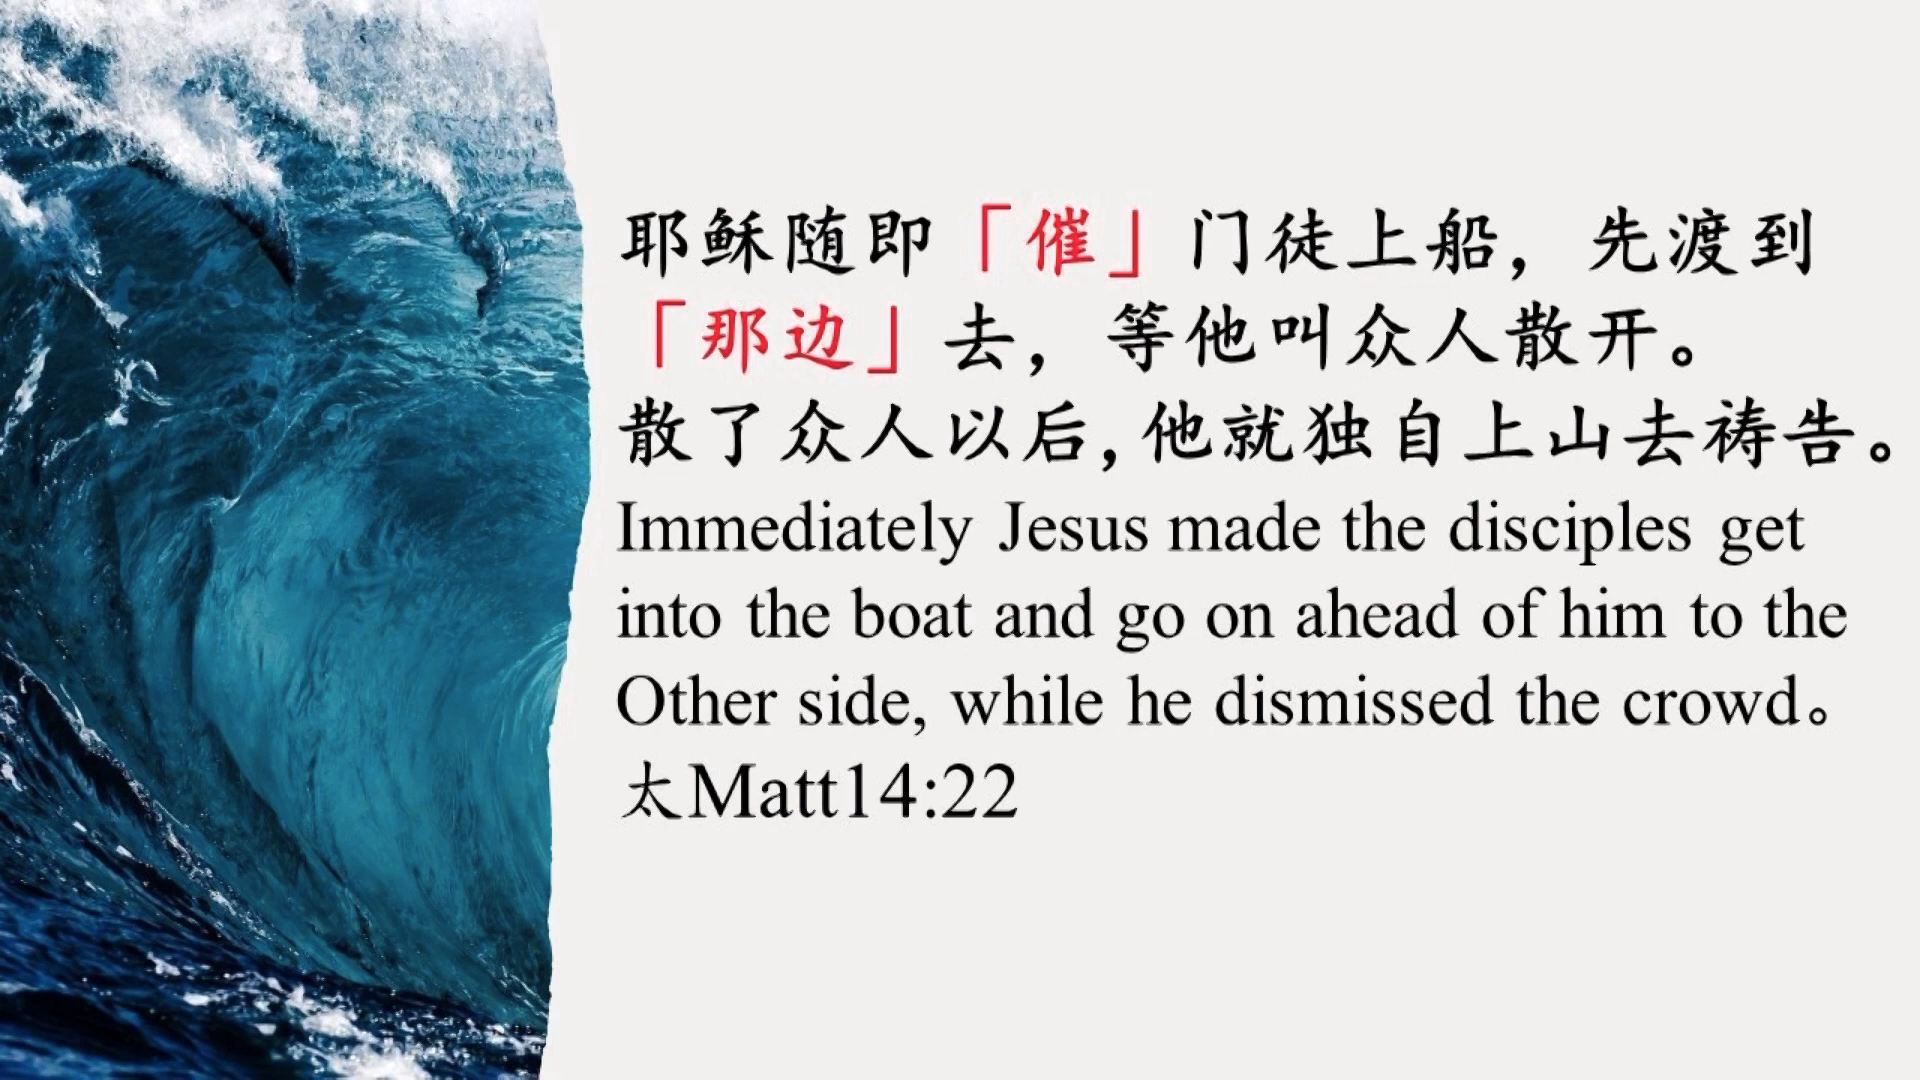 耶稣随即「催」门徒上船，先渡到
「那边」去，等他叫众人散开。
散了众人以后,他就独自上山去祷告。
Immediately Jesus made the disciples get
into the boat and go on ahead of him to the
Other side, while he dismissed the crowd。
太Matt14:22